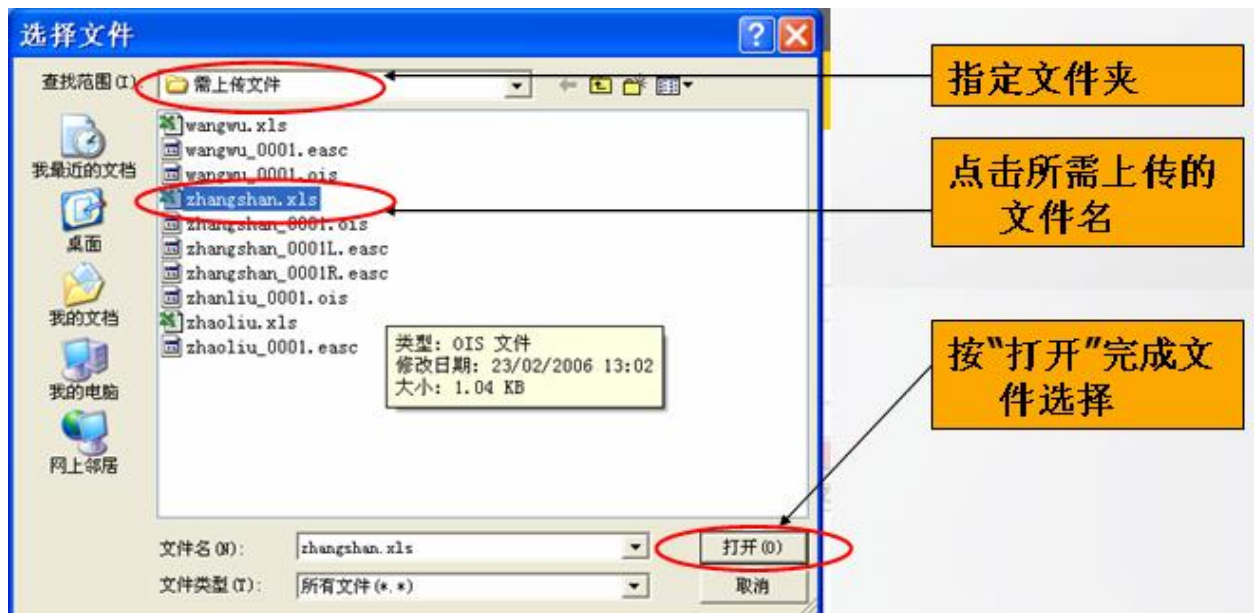 选择文件
查找范围(I):
需上传文件
指定文件夹
我最近的文档
桌面
我的文档
我的电脑
网上邻居
wangwu.xls
wangwu_0001.easc
wangwu_0001.ois
zhangshan.xls
zhangshan_0001.ois
zhangshan_0001L.easc
zhangshan_0001R.easc
zhanliu_0001.ois
zhaoliu.xls
zhaoliu_0001.easc
类型: OIS 文件
修改日期: 23/02/2006 13:02
大小: 1.04 KB
点击所需上传的
文件名
按"打开"完成文
件选择
文件名(N):
zhangshan.xls
打开(O)
文件类型(T):
所有文件(*.*)
取消